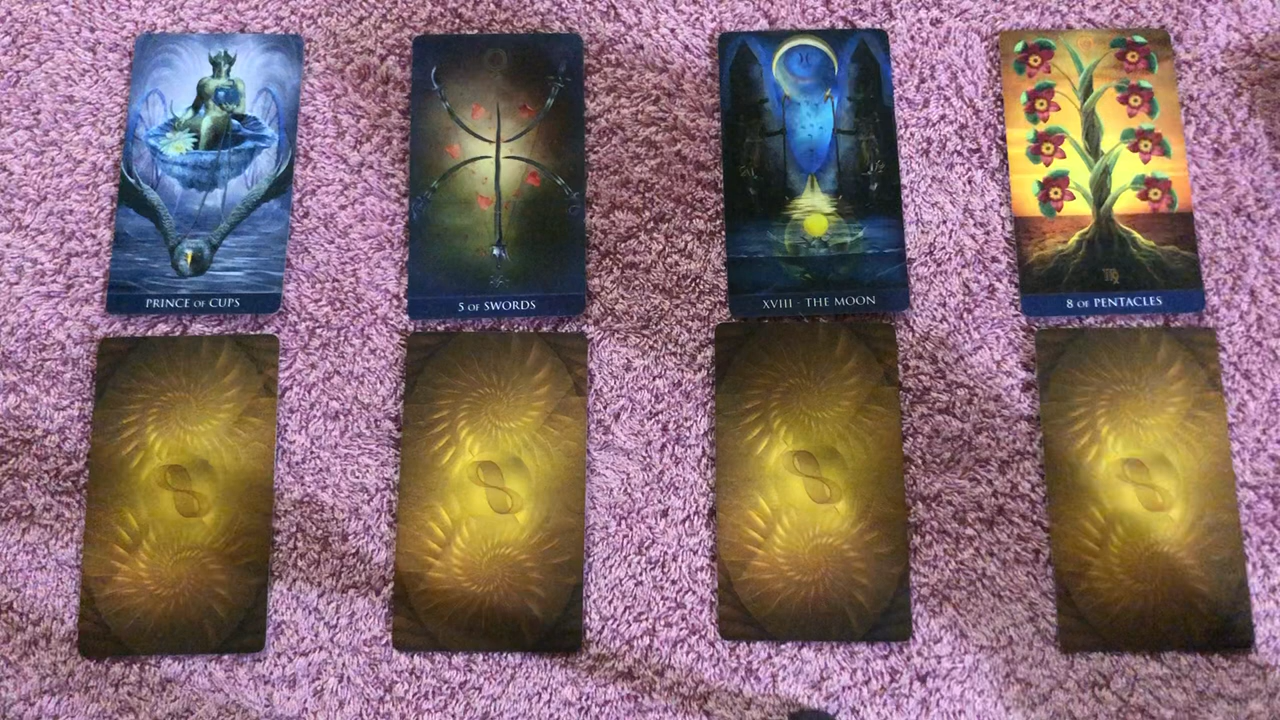 PRINCE OF CUPS
5 OF SWORDS
XVIII · THE MOON
8 OF PENTACLES